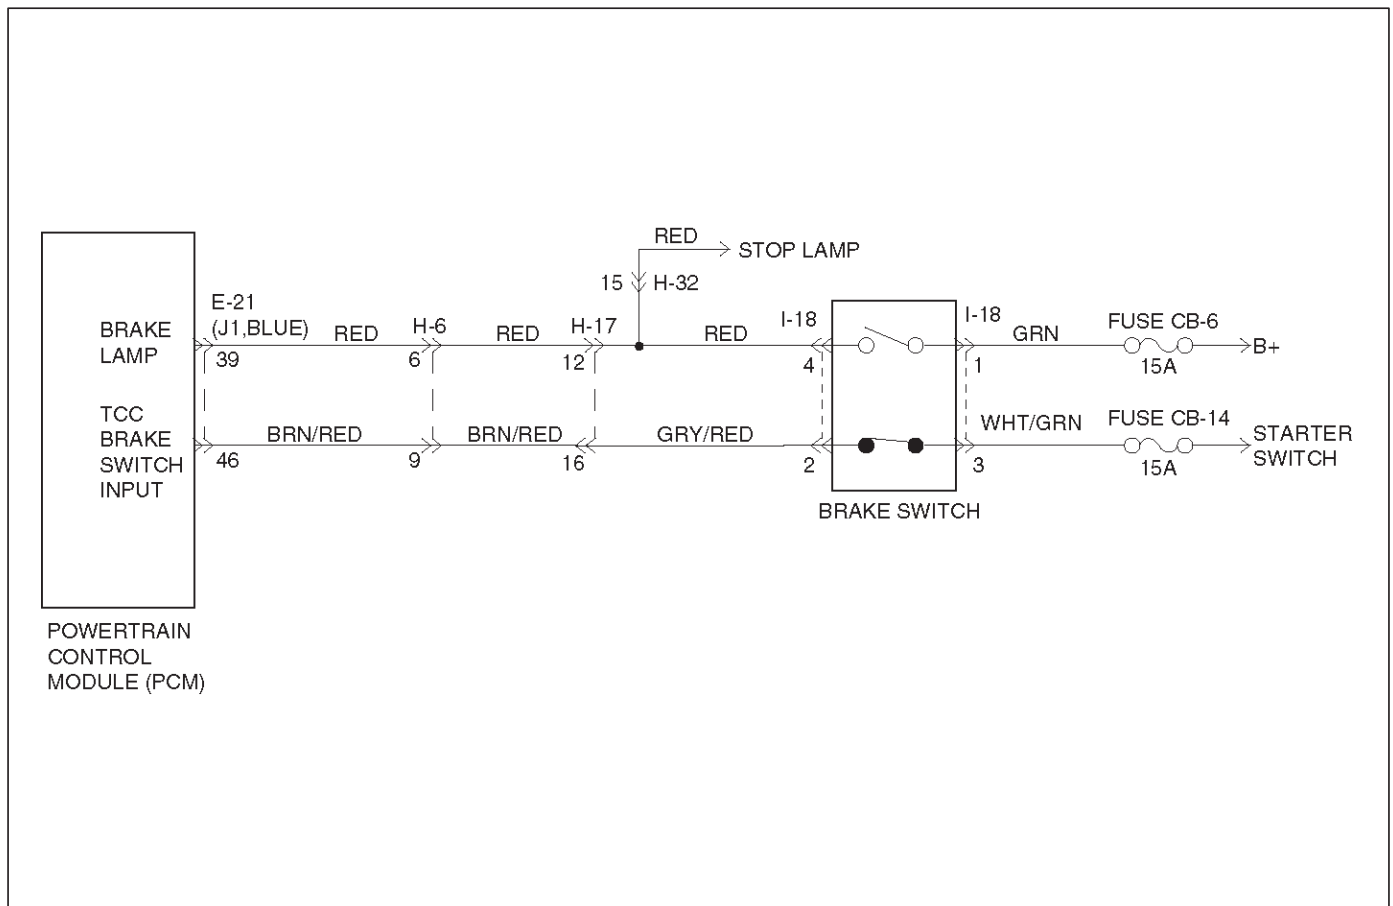 RED
STOP LAMP
15
H-32
E-21
(J1,BLUE)
BRAKE
LAMP
39
RED
H-6
6
RED
H-17
12
RED
I-18
4
I-18
1
GRN
FUSE CB-6
15A
B+
TCC
BRAKE
SWITCH
INPUT
46
BRN/RED
9
BRN/RED
16
GRY/RED
2
3
WHT/GRN
FUSE CB-14
15A
STARTER
SWITCH
BRAKE SWITCH
POWERTRAIN
CONTROL
MODULE (PCM)